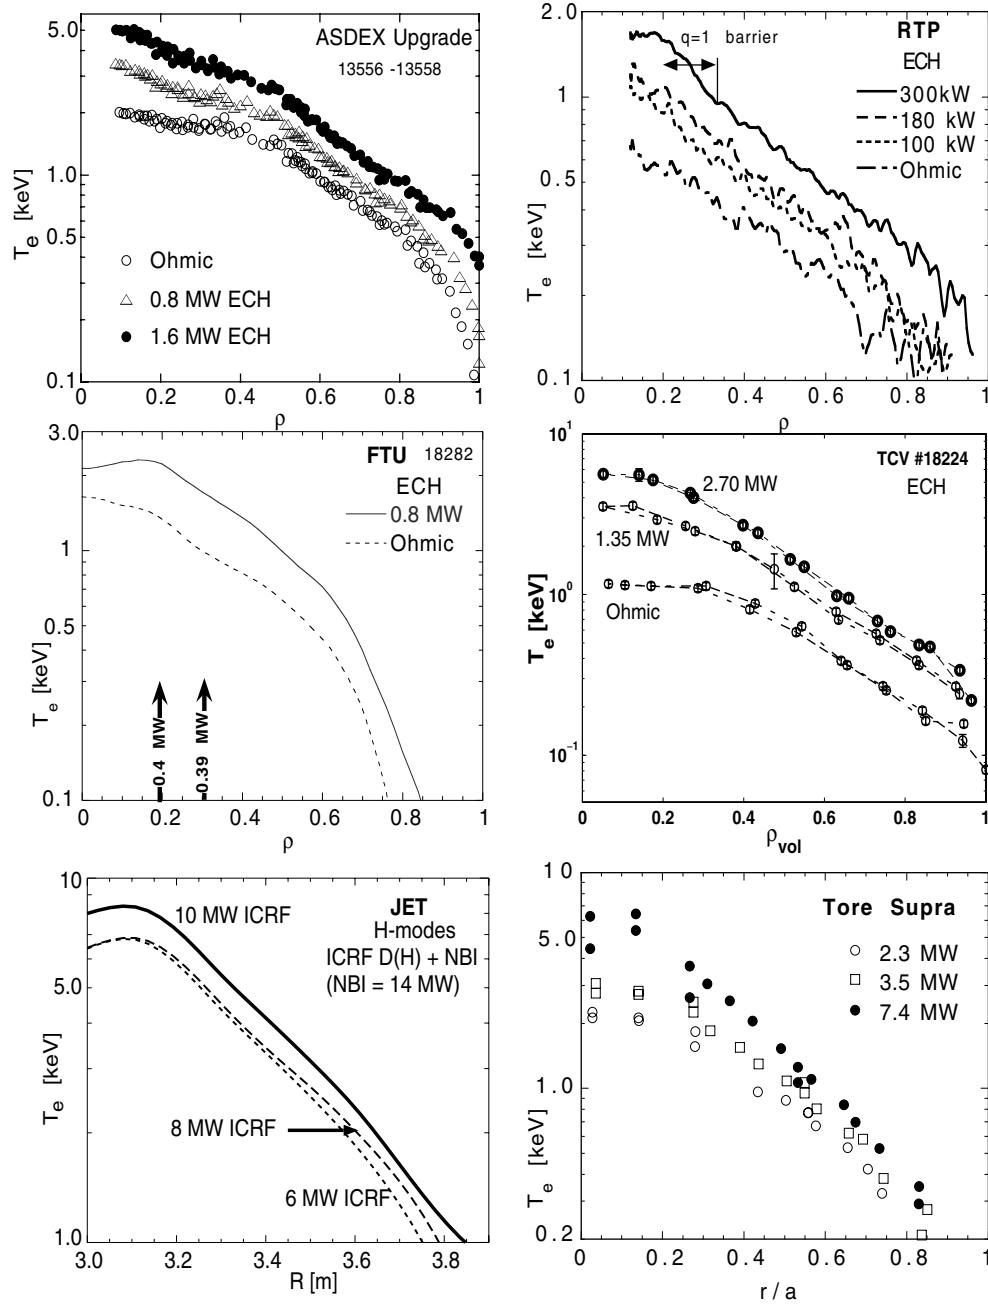 5.0
1.0
0.5
0.1
T_e [keV]
ASDEX Upgrade
13556 -13558
Ohmic
0.8 MW ECH
1.6 MW ECH
0 0.2 0.4 0.6 0.8 1
ρ
2.0
1
0.5
0.1
T_e [keV]
q=1 barrier
RTP
ECH
300kW
180 kW
100 kW
Ohmic
0 0.2 0.4 0.6 0.8 1
ρ
3.0
1
0.5
0.1
T_e [keV]
FTU 18282
ECH
0.8 MW
Ohmic
0.4 MW
0.39 MW
0 0.2 0.4 0.6 0.8 1
ρ
10^1
10^0
10^-1
T_e [keV]
TCV #18224
ECH
2.70 MW
1.35 MW
Ohmic
0 0.2 0.4 0.6 0.8 1
ρ_vol
10
5.0
1.0
T_e [keV]
10 MW ICRF
JET
H-modes
ICRF D(H) + NBI
(NBI = 14 MW)
8 MW ICRF
6 MW ICRF
3.0 3.2 3.4 3.6 3.8
R [m]
10
5.0
1.0
0.2
T_e [keV]
Tore Supra
2.3 MW
3.5 MW
7.4 MW
0 0.2 0.4 0.6 0.8 1
r / a